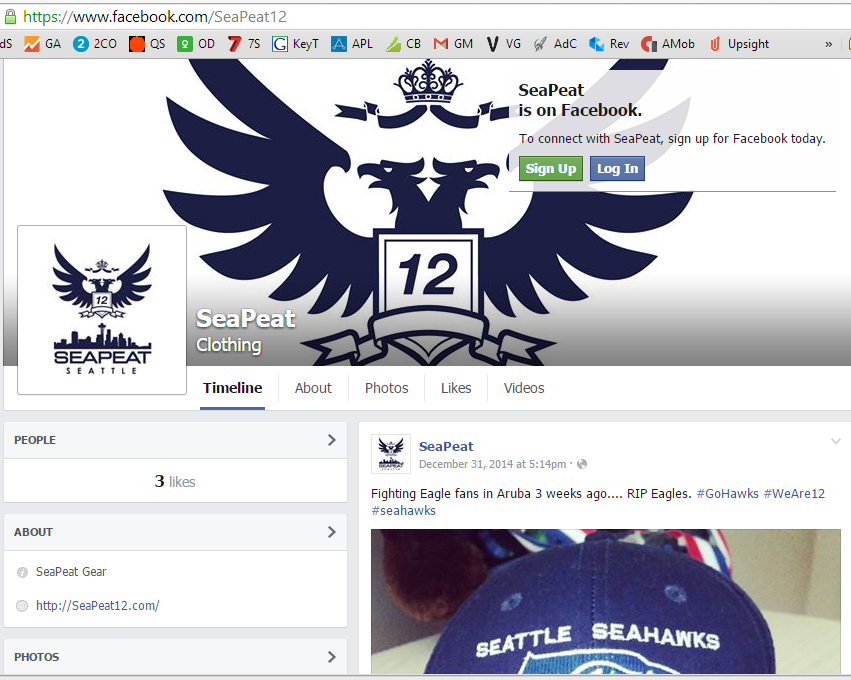 https://www.facebook.com/SeaPeat12
dS GA 2CO QS OD 7S KeyT APL CB GM VG AdC Rev AMob Upsight »
SeaPeat
is on Facebook.
To connect with SeaPeat, sign up for Facebook today.
Sign Up Log In
12
12
SEAPEAT
SEATTLE
SeaPeat
Clothing
Timeline About Photos Likes Videos
PEOPLE
3 likes
ABOUT
SeaPeat Gear
http://SeaPeat12.com/
PHOTOS
SeaPeat
December 31, 2014 at 5:14pm ·
Fighting Eagle fans in Aruba 3 weeks ago.... RIP Eagles. #GoHawks #WeAre12
#seahawks
SEATTLE SEAHAWKS